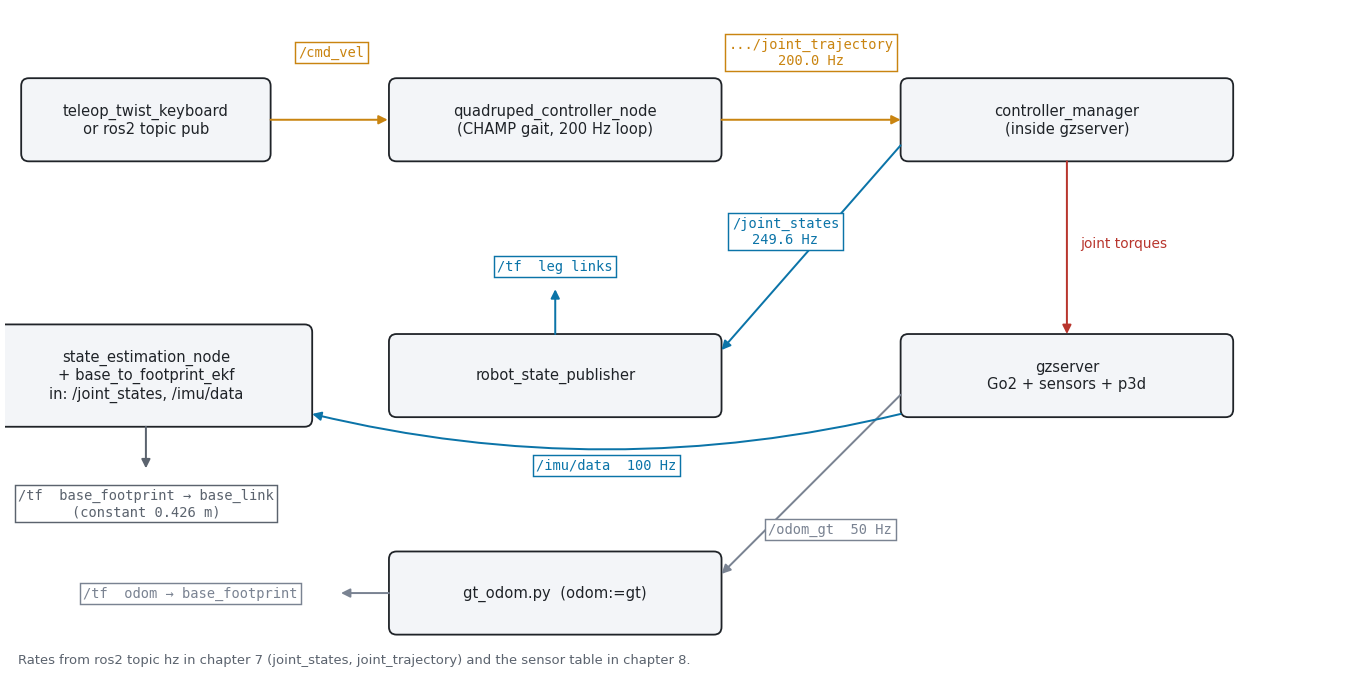 /cmd_vel
.../joint_trajectory
200.0 Hz
teleop_twist_keyboard
or ros2 topic pub
quadruped_controller_node
(CHAMP gait, 200 Hz loop)
controller_manager
(inside gzserver)
/joint_states
249.6 Hz
joint torques
/tf  leg links
state_estimation_node
+ base_to_footprint_ekf
in: /joint_states, /imu/data
robot_state_publisher
gzserver
Go2 + sensors + p3d
/imu/data  100 Hz
/tf  base_footprint → base_link
(constant 0.426 m)
/odom_gt  50 Hz
/tf  odom → base_footprint
gt_odom.py  (odom:=gt)
Rates from ros2 topic hz in chapter 7 (joint_states, joint_trajectory) and the sensor table in chapter 8.